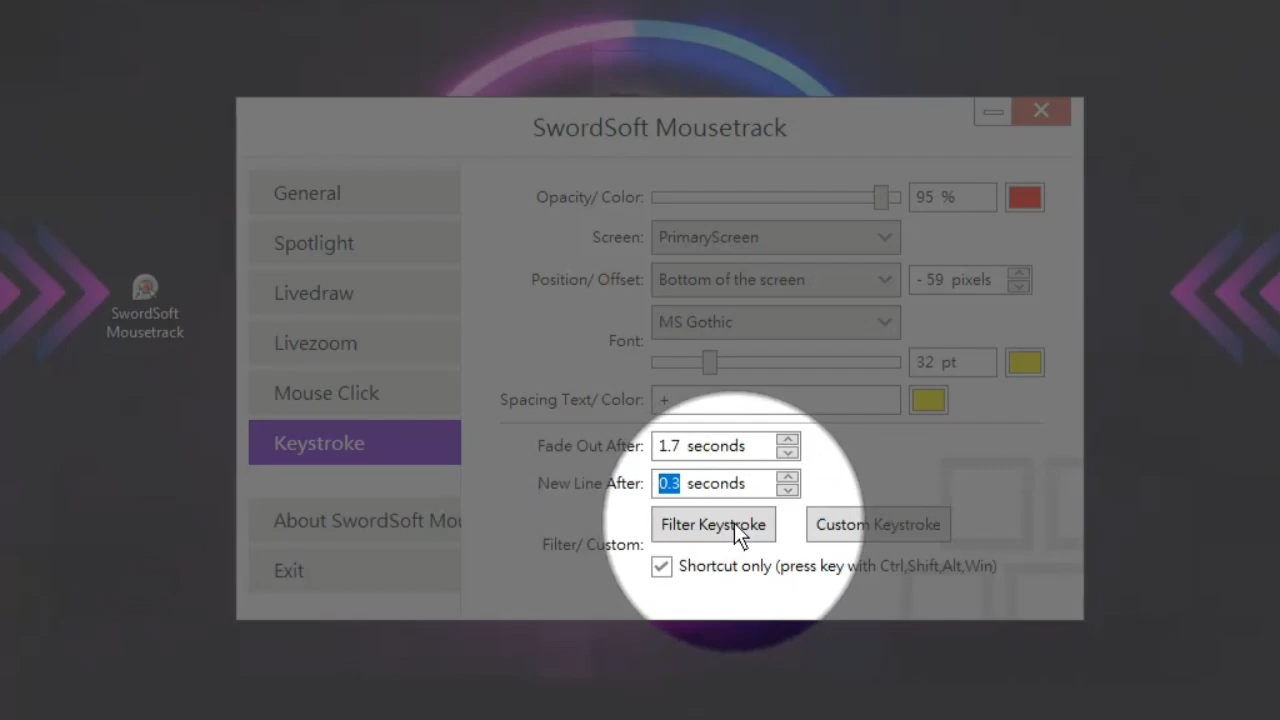 SwordSoft Mousetrack
General
Spotlight
Livedraw
Livezoom
Mouse Click
Keystroke
About SwordSoft Mou
Exit
Opacity/ Color: 95 %
Screen: PrimaryScreen
Position/ Offset: Bottom of the screen - 59 pixels
MS Gothic
Font:
32 pt
Spacing Text/ Color: +
Fade Out After: 1.7 seconds
New Line After: 0.3 seconds
Filter Keystroke Custom Keystroke
Filter/ Custom:
Shortcut only (press key with Ctrl,Shift,Alt,Win)
SwordSoft
Mousetrack